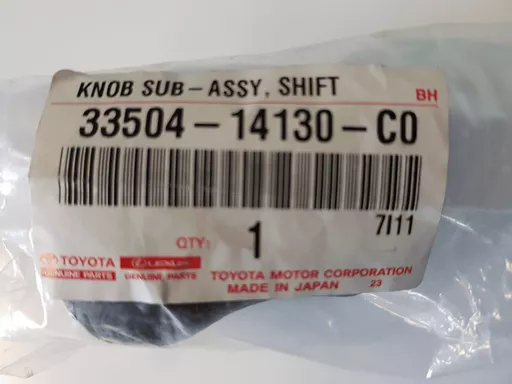 KNOB SUB-ASSY, SHIFT
BH
33504-14130-C0
7I11
QTY: 1
TOYOTA LEXUS
GENUINE PARTS GENUINE PARTS
TOYOTA MOTOR CORPORATION
MADE IN JAPAN 23